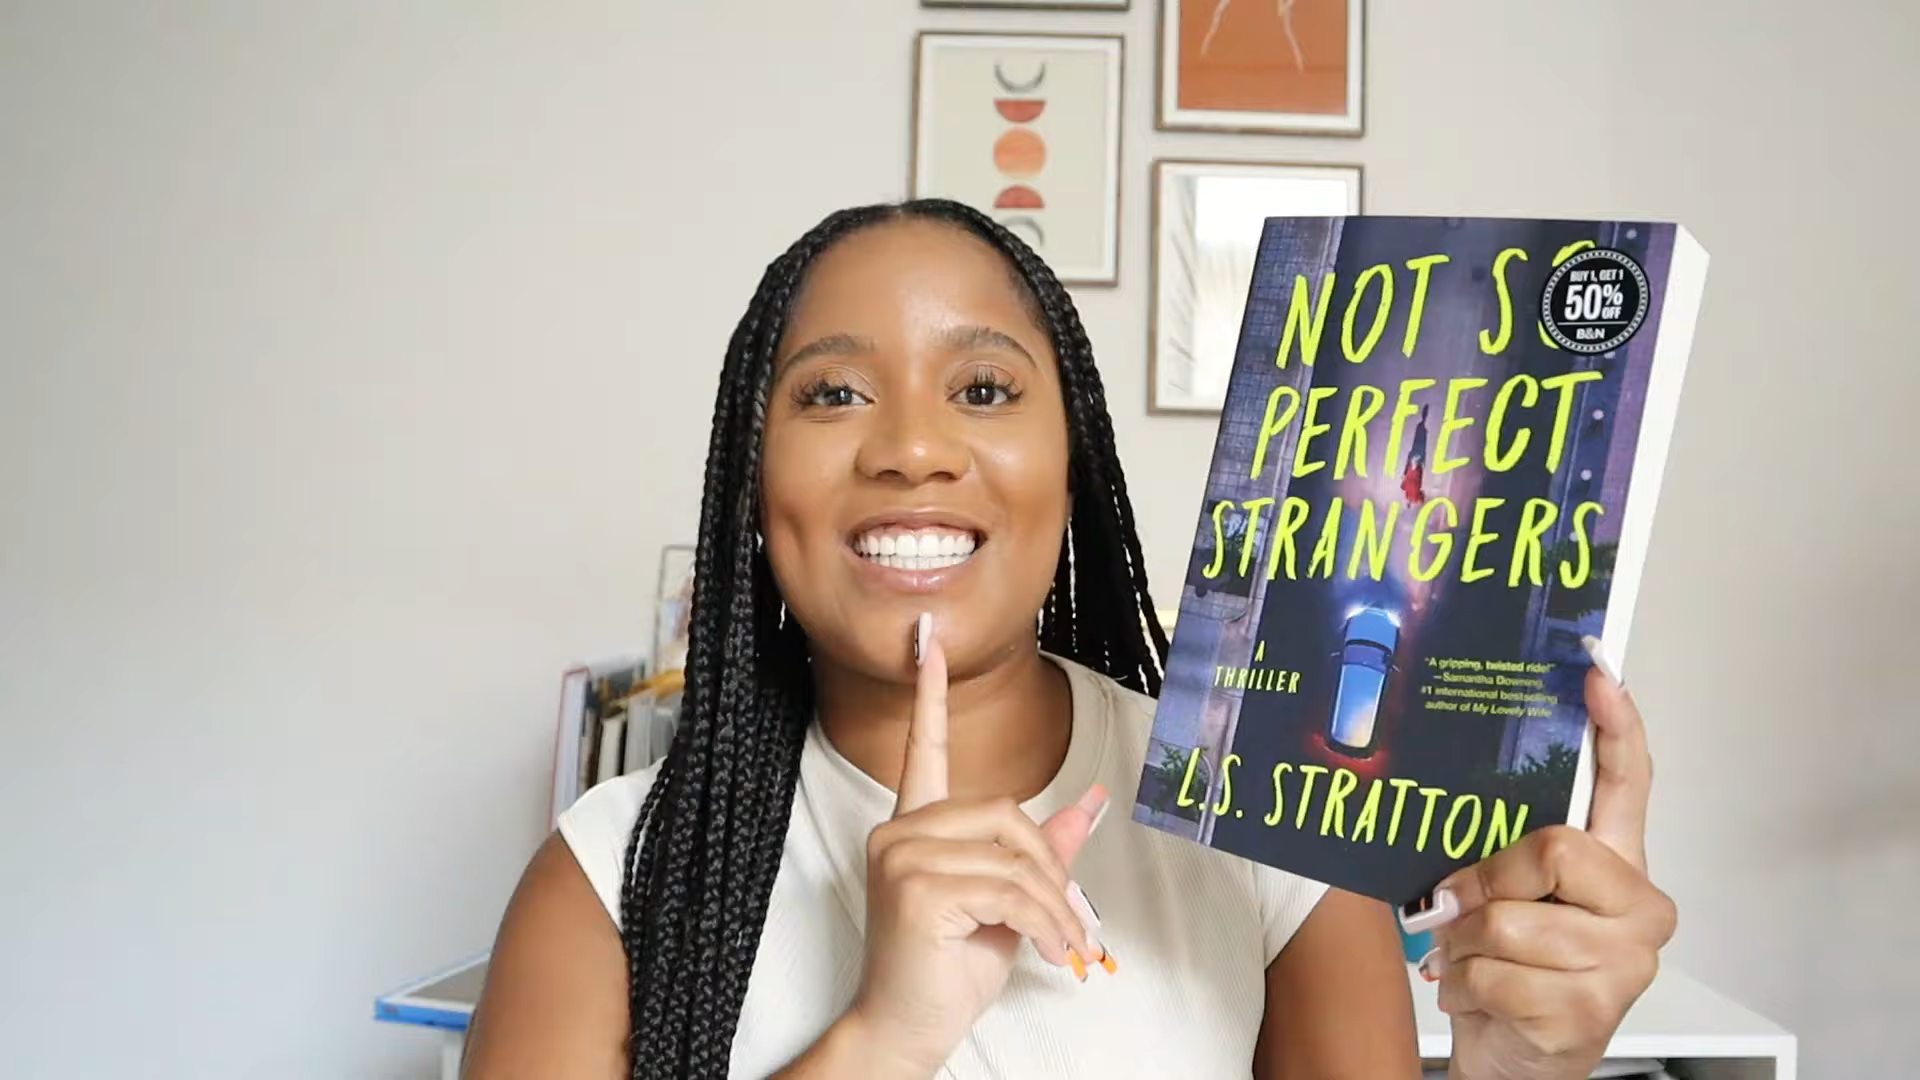 NOT SO
BUY 1, GET 1
50% OFF
B&N
PERFECT
STRANGERS
A
THRILLER
"A gripping, twisted ride!"
—Samantha Downing,
#1 international bestselling
author of My Lovely Wife
L.S. STRATTON